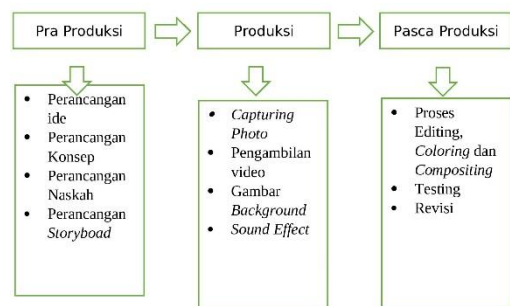 Pra Produksi
Produksi
Pasca Produksi
• Perancangan
ide
• Perancangan
Konsep
• Perancangan
Naskah
• Perancangan
Storyboad
• Capturing
Photo
• Pengambilan
video
• Gambar
Background
• Sound Effect
• Proses
Editing,
Coloring dan
Compositing
• Testing
• Revisi